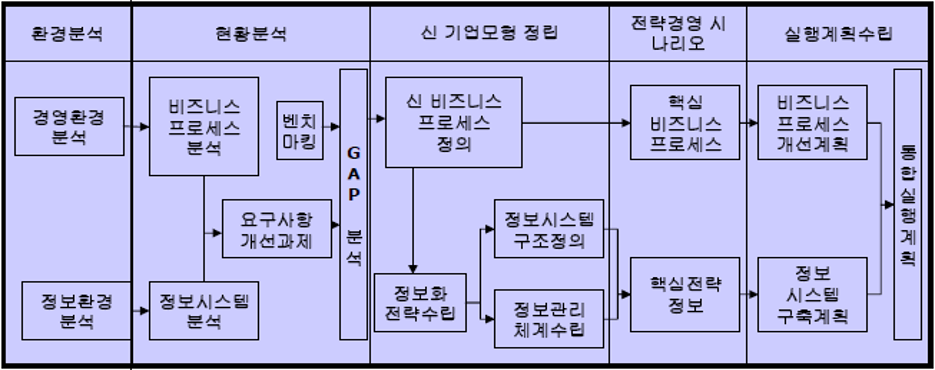 환경분석
현황분석
신 기업모형 정립
전략경영 시
나리오
실행계획수립
경영환경
분석
비즈니스
프로세스
분석
벤치
마킹
요구사항
개선과제
정보환경
분석
정보시스템
분석
GAP 분석
신 비즈니스
프로세스
정의
정보시스템
구조정의
정보화
전략수립
정보관리
체계수립
핵심
비즈니스
프로세스
핵심전략
정보
비즈니스
프로세스
개선계획
정보
시스템
구축계획
통합실행계획